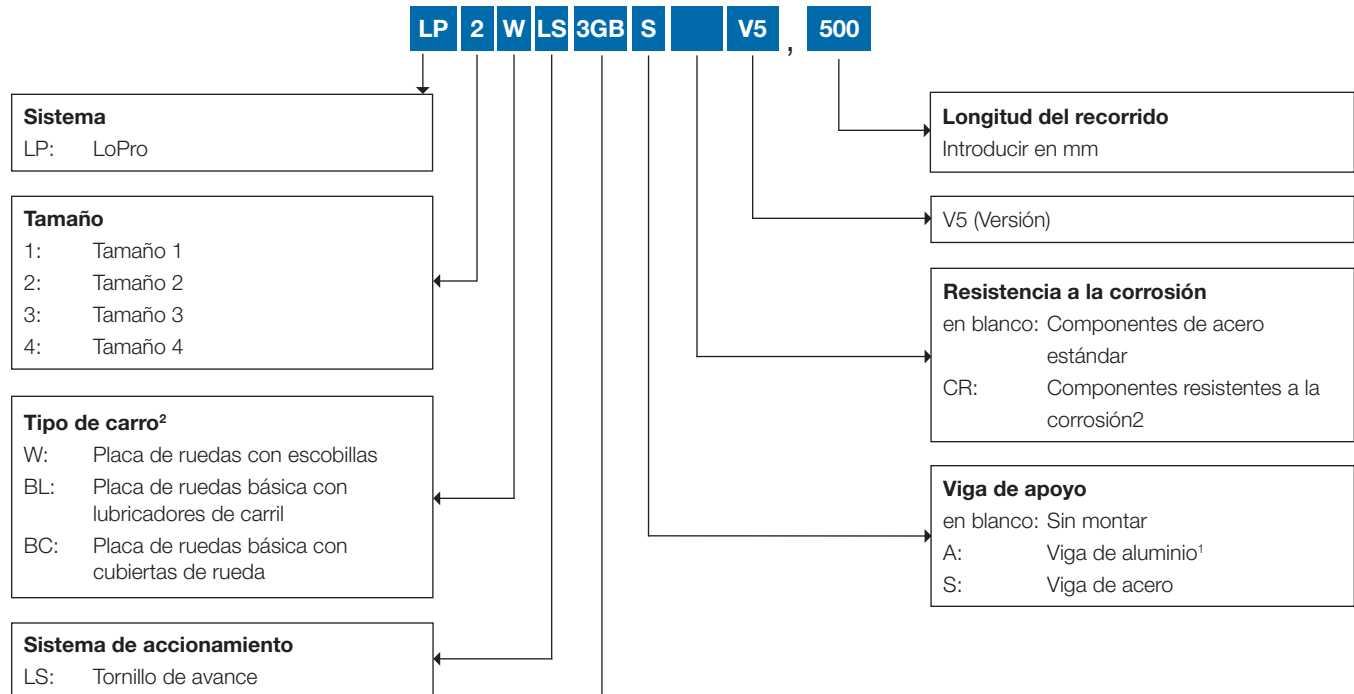 LP 2 W LS 3GB S V5 , 500
Sistema
LP: LoPro
Tamaño
1: Tamaño 1
2: Tamaño 2
3: Tamaño 3
4: Tamaño 4
Tipo de carro²
W: Placa de ruedas con escobillas
BL: Placa de ruedas básica con
lubricadores de carril
BC: Placa de ruedas básica con
cubiertas de rueda
Sistema de accionamiento
LS: Tornillo de avance
Longitud del recorrido
Introducir en mm
V5 (Versión)
Resistencia a la corrosión
en blanco: Componentes de acero
estándar
CR: Componentes resistentes a la
corrosión2
Viga de apoyo
en blanco: Sin montar
A: Viga de aluminio¹
S: Viga de acero